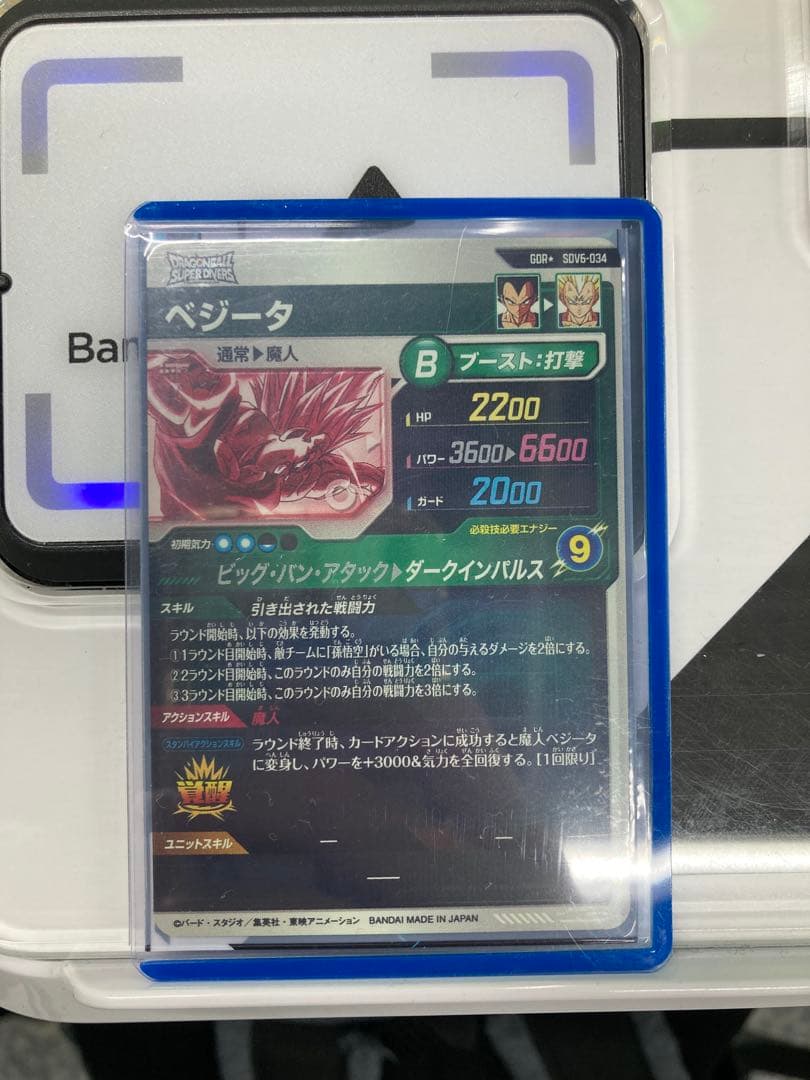 Ban
DRAGONBALL
SUPER DIVERS
GDR★ SDV6-034
ベジータ
通常▶魔人
B ブースト:打撃
HP 2200
パワー 3600▶6600
ガード 2000
初期気力
必殺技必要エナジー
9
ビッグ・バン・アタック▶ダークインパルス
スキル 引き出された戦闘力
ラウンド開始時、以下の効果を発動する。
①1ラウンド目開始時、敵チームに「孫悟空」がいる場合、自分の与えるダメージを2倍にする。
②2ラウンド目開始時、このラウンドのみ自分の戦闘力を2倍にする。
③3ラウンド目開始時、このラウンドのみ自分の戦闘力を3倍にする。
アクションスキル 魔人
スタンバイアクションスキル
覚醒
ラウンド終了時、カードアクションに成功すると魔人ベジータ
に変身し、パワーを+3000&気力を全回復する。[1回限り]
ユニットスキル
©バード・スタジオ/集英社・東映アニメーション BANDAI MADE IN JAPAN